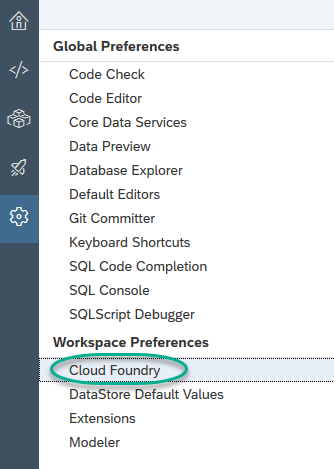 Global Preferences
Code Check
Code Editor
Core Data Services
Data Preview
Database Explorer
Default Editors
Git Committer
Keyboard Shortcuts
SQL Code Completion
SQL Console
SQLScript Debugger
Workspace Preferences
Cloud Foundry
DataStore Default Values
Extensions
Modeler